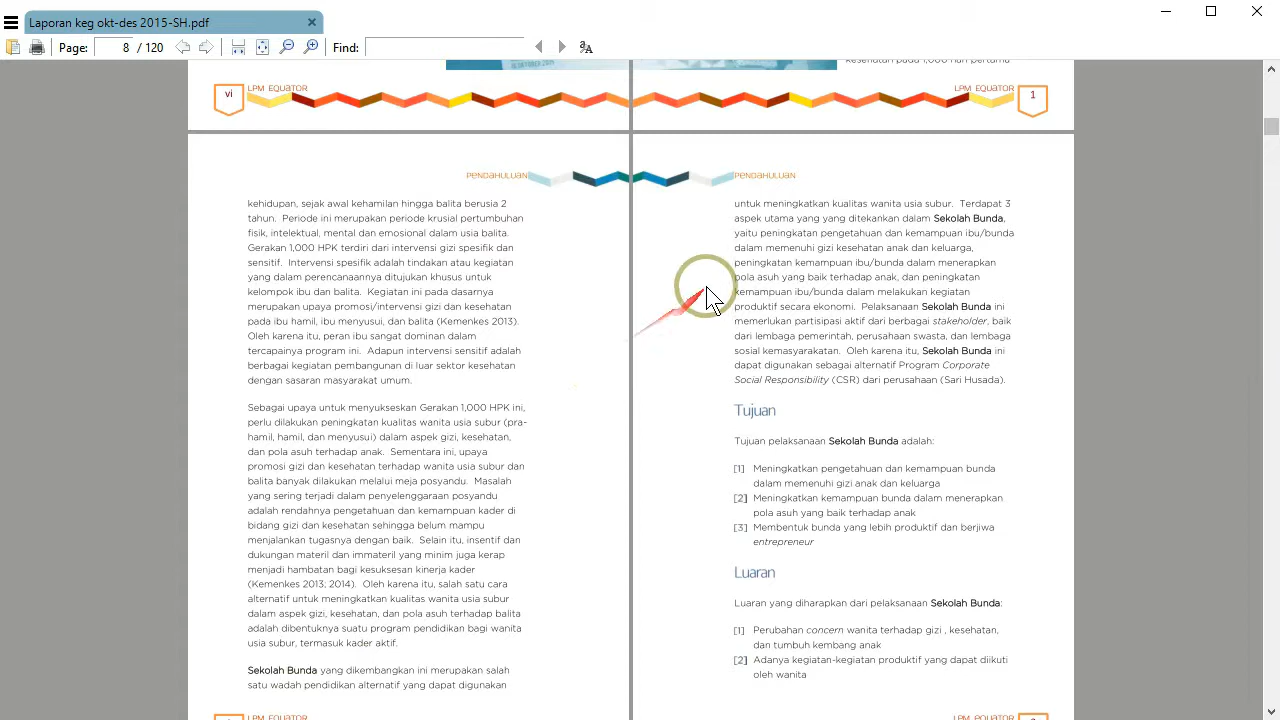 Laporan keg okt-des 2015-SH.pdf
Page: 8 / 120
Find:
kesehatan pada 1,000 hari pertama
vi LPM EQUATOR
LPM EQUATOR 1
PENDAHULUAN
kehidupan, sejak awal kehamilan hingga balita berusia 2
tahun. Periode ini merupakan periode krusial pertumbuhan
fisik, intelektual, mental dan emosional dalam usia balita.
Gerakan 1,000 HPK terdiri dari intervensi gizi spesifik dan
sensitif. Intervensi spesifik adalah tindakan atau kegiatan
yang dalam perencanaannya ditujukan khusus untuk
kelompok ibu dan balita. Kegiatan ini pada dasarnya
merupakan upaya promosi/intervensi gizi dan kesehatan
pada ibu hamil, ibu menyusui, dan balita (Kemenkes 2013).
Oleh karena itu, peran ibu sangat dominan dalam
tercapainya program ini. Adapun intervensi sensitif adalah
berbagai kegiatan pembangunan di luar sektor kesehatan
dengan sasaran masyarakat umum.
Sebagai upaya untuk menyukseskan Gerakan 1,000 HPK ini,
perlu dilakukan peningkatan kualitas wanita usia subur (pra-
hamil, hamil, dan menyusui) dalam aspek gizi, kesehatan,
dan pola asuh terhadap anak. Sementara ini, upaya
promosi gizi dan kesehatan terhadap wanita usia subur dan
balita banyak dilakukan melalui meja posyandu. Masalah
yang sering terjadi dalam penyelenggaraan posyandu
adalah rendahnya pengetahuan dan kemampuan kader di
bidang gizi dan kesehatan sehingga belum mampu
menjalankan tugasnya dengan baik. Selain itu, insentif dan
dukungan materil dan immateril yang minim juga kerap
menjadi hambatan bagi kesuksesan kinerja kader
(Kemenkes 2013; 2014). Oleh karena itu, salah satu cara
alternatif untuk meningkatkan kualitas wanita usia subur
dalam aspek gizi, kesehatan, dan pola asuh terhadap balita
adalah dibentuknya suatu program pendidikan bagi wanita
usia subur, termasuk kader aktif.
Sekolah Bunda yang dikembangkan ini merupakan salah
satu wadah pendidikan alternatif yang dapat digunakan
LPM EQUATOR
PENDAHULUAN
untuk meningkatkan kualitas wanita usia subur. Terdapat 3
aspek utama yang yang ditekankan dalam Sekolah Bunda,
yaitu peningkatan pengetahuan dan kemampuan ibu/bunda
dalam memenuhi gizi kesehatan anak dan keluarga,
peningkatan kemampuan ibu/bunda dalam menerapkan
pola asuh yang baik terhadap anak, dan peningkatan
kemampuan ibu/bunda dalam melakukan kegiatan
produktif secara ekonomi. Pelaksanaan Sekolah Bunda ini
memerlukan partisipasi aktif dari berbagai stakeholder, baik
dari lembaga pemerintah, perusahaan swasta, dan lembaga
sosial kemasyarakatan. Oleh karena itu, Sekolah Bunda ini
dapat digunakan sebagai alternatif Program Corporate
Social Responsibility (CSR) dari perusahaan (Sari Husada).
Tujuan
Tujuan pelaksanaan Sekolah Bunda adalah:
[1] Meningkatkan pengetahuan dan kemampuan bunda
dalam memenuhi gizi anak dan keluarga
[2] Meningkatkan kemampuan bunda dalam menerapkan
pola asuh yang baik terhadap anak
[3] Membentuk bunda yang lebih produktif dan berjiwa
entrepreneur
Luaran
Luaran yang diharapkan dari pelaksanaan Sekolah Bunda:
[1] Perubahan concern wanita terhadap gizi , kesehatan,
dan tumbuh kembang anak
[2] Adanya kegiatan-kegiatan produktif yang dapat diikuti
oleh wanita
LPM EQUATOR